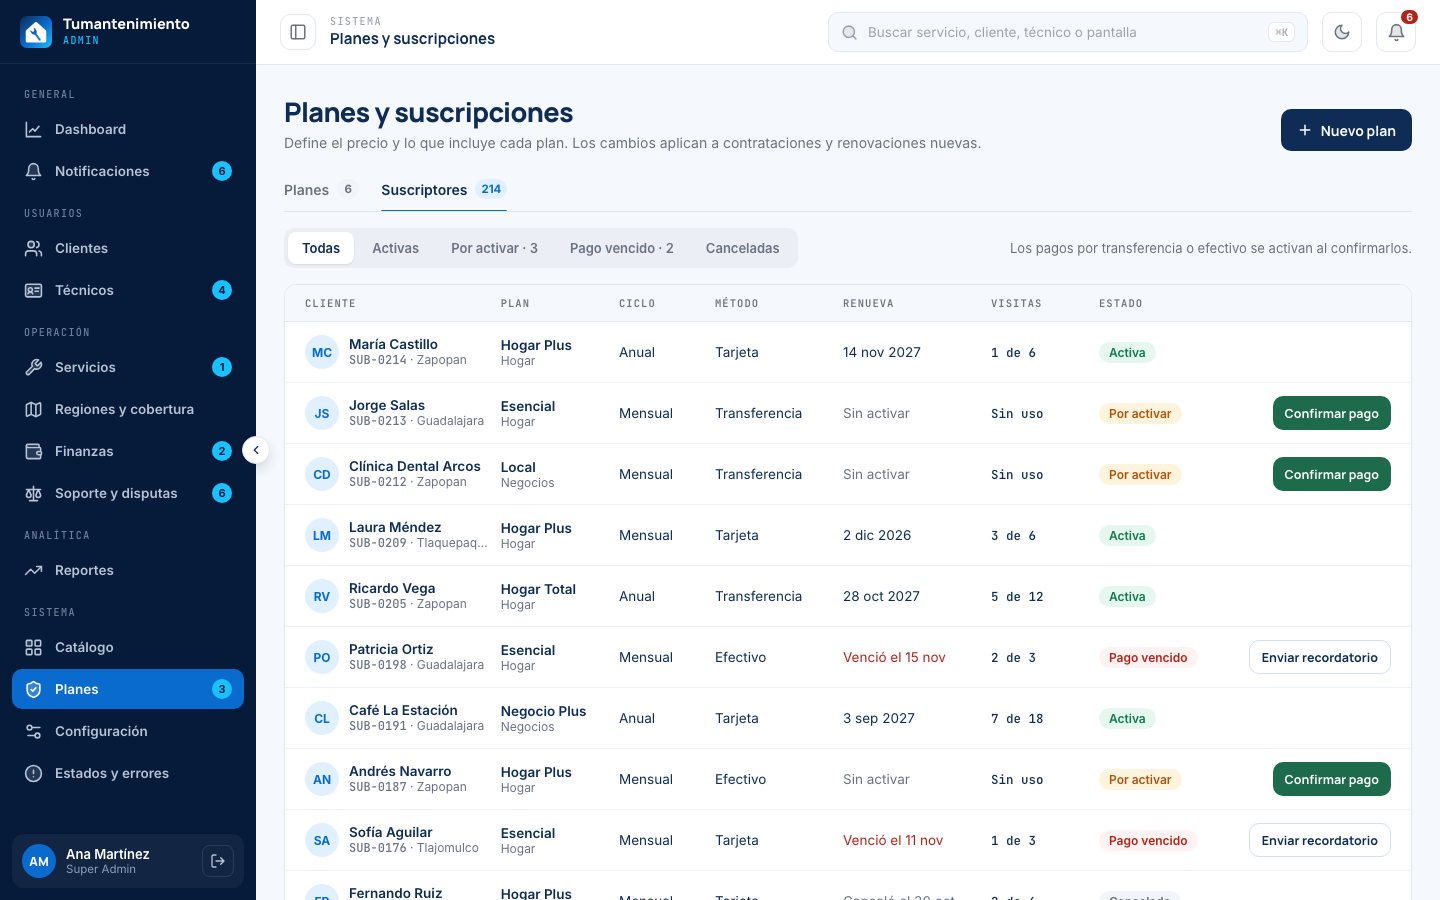 Tumantenimiento
ADMIN
GENERAL
Dashboard
Notificaciones 6
USUARIOS
Clientes
Técnicos 4
OPERACIÓN
Servicios 1
Regiones y cobertura
Finanzas 2
Soporte y disputas 6
ANALÍTICA
Reportes
SISTEMA
Catálogo
Planes 3
Configuración
Estados y errores
AM Ana Martínez
Super Admin
SISTEMA
Planes y suscripciones
Buscar servicio, cliente, técnico o pantalla ⌘K
6
Planes y suscripciones
Define el precio y lo que incluye cada plan. Los cambios aplican a contrataciones y renovaciones nuevas.
+ Nuevo plan
Planes 6 Suscriptores 214
Todas Activas Por activar · 3 Pago vencido · 2 Canceladas
Los pagos por transferencia o efectivo se activan al confirmarlos.
CLIENTE PLAN CICLO MÉTODO RENUEVA VISITAS ESTADO
MC María Castillo Hogar Plus Anual Tarjeta 14 nov 2027 1 de 6 Activa
SUB-0214 · Zapopan Hogar
JS Jorge Salas Esencial Mensual Transferencia Sin activar Sin uso Por activar Confirmar pago
SUB-0213 · Guadalajara Hogar
CD Clínica Dental Arcos Local Mensual Transferencia Sin activar Sin uso Por activar Confirmar pago
SUB-0212 · Zapopan Negocios
LM Laura Méndez Hogar Plus Mensual Tarjeta 2 dic 2026 3 de 6 Activa
SUB-0209 · Tlaquepaq... Hogar
RV Ricardo Vega Hogar Total Anual Transferencia 28 oct 2027 5 de 12 Activa
SUB-0205 · Zapopan Hogar
PO Patricia Ortiz Esencial Mensual Efectivo Venció el 15 nov 2 de 3 Pago vencido Enviar recordatorio
SUB-0198 · Guadalajara Hogar
CL Café La Estación Negocio Plus Anual Tarjeta 3 sep 2027 7 de 18 Activa
SUB-0191 · Guadalajara Negocios
AN Andrés Navarro Hogar Plus Mensual Efectivo Sin activar Sin uso Por activar Confirmar pago
SUB-0187 · Zapopan Hogar
SA Sofía Aguilar Esencial Mensual Tarjeta Venció el 11 nov 1 de 3 Pago vencido Enviar recordatorio
SUB-0176 · Tlajomulco Hogar
Fernando Ruiz Hogar Plus